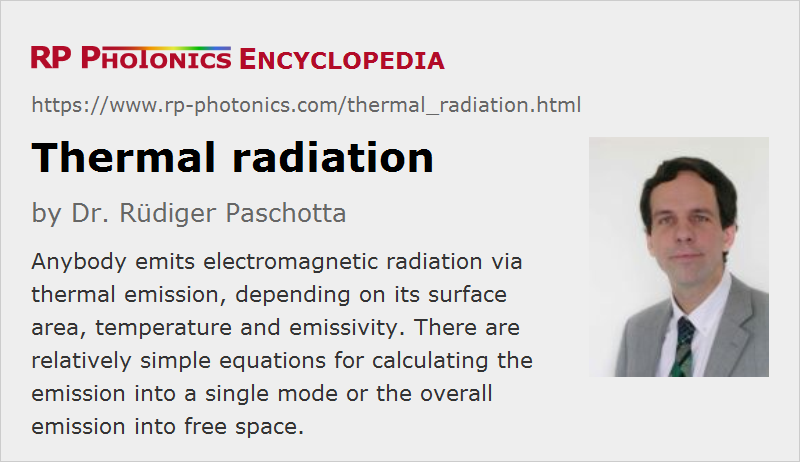 RP PHOTONICS ENCYCLOPEDIA
https://www.rp-photonics.com/thermal_radiation.html
Thermal radiation
by Dr. Rüdiger Paschotta
Anybody emits electromagnetic radiation via
thermal emission, depending on its surface
area, temperature and emissivity. There are
relatively simple equations for calculating the
emission into a single mode or the overall
emission into free space.